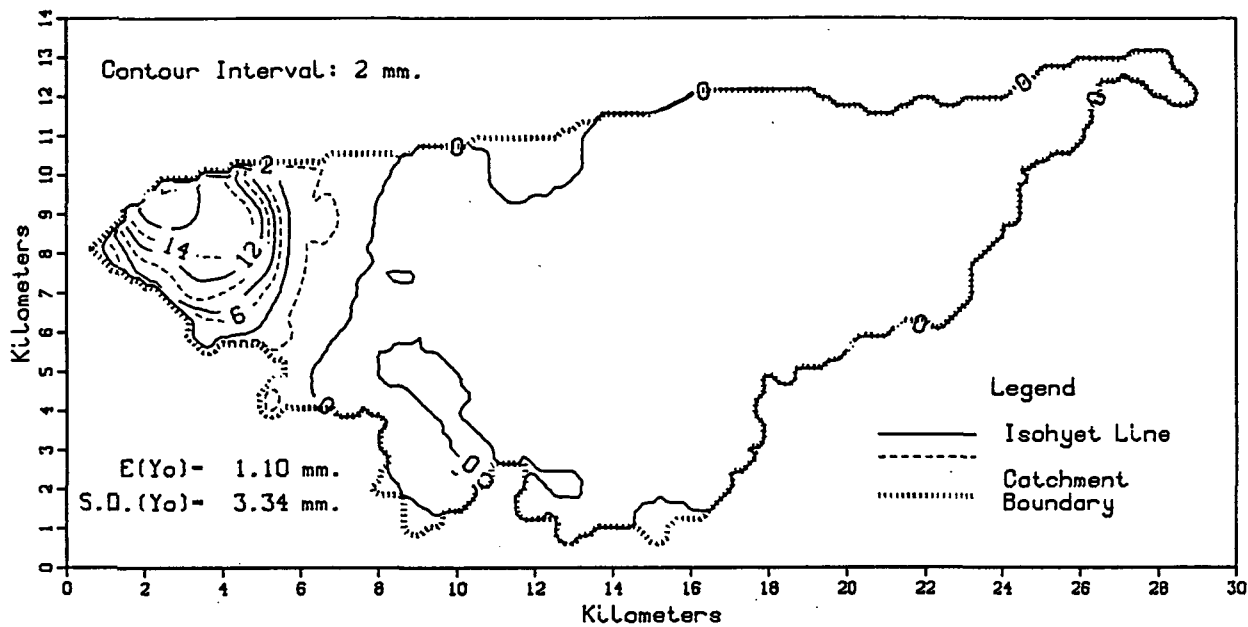 14
13
12
11
10
9
8
7
6
5
4
3
2
1
0
Kilometers
Contour Interval: 2 mm.
2
14
12
6
0
0
0
0
0
0
0
0
0
E(Yo)- 1.10 mm.
S.D.(Yo)- 3.34 mm.
Legend
Isohyet Line
Catchment
Boundary
0 2 4 6 8 10 12 14 16 18 20 22 24 26 28 30
Kilometers